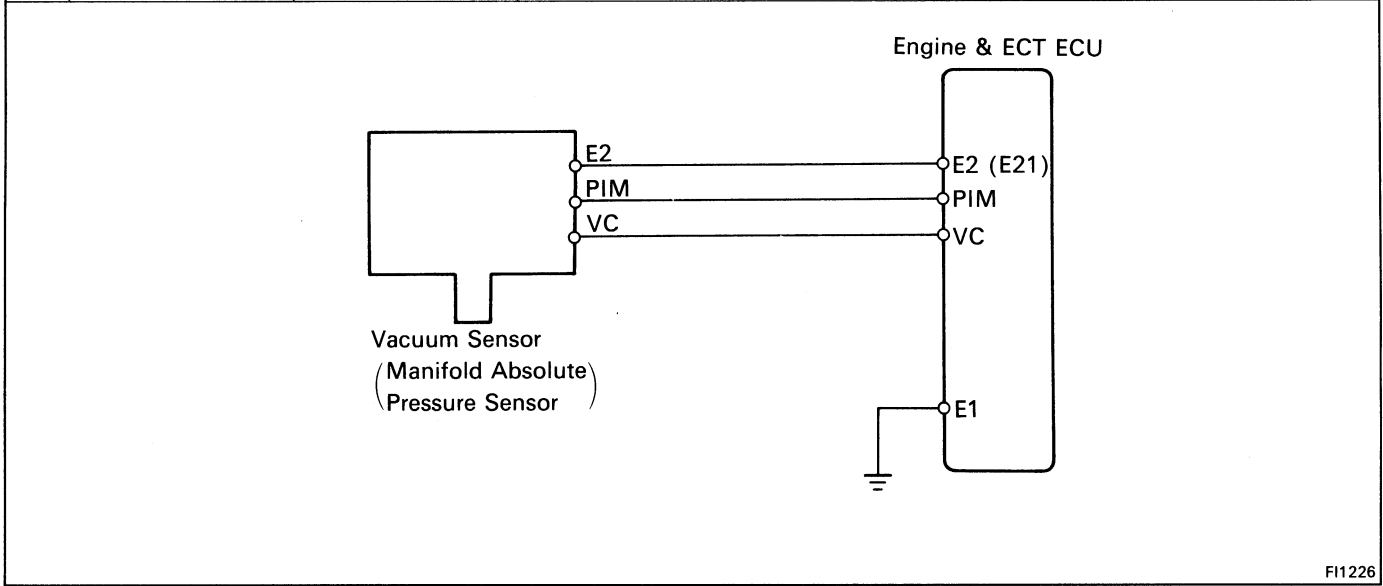 Engine & ECT ECU
E2
E2 (E21)
PIM
PIM
VC
VC
Vacuum Sensor
(Manifold Absolute
Pressure Sensor)
E1
FI1226